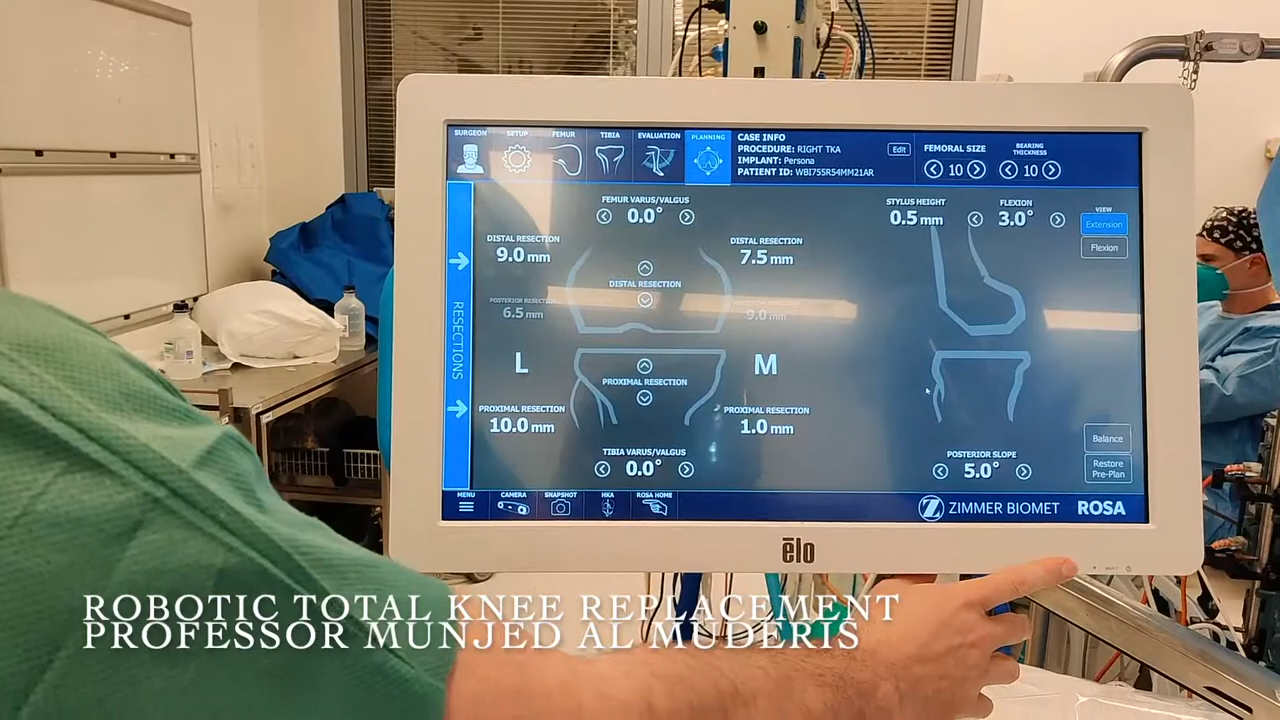 SURGEON
SETUP
FEMUR
TIBIA
EVALUATION
PLANNING
CASE INFO
PROCEDURE: RIGHT TKA
IMPLANT: Persona
PATIENT ID: WBI755R54MM21AR
Edit
FEMORAL SIZE
10
BEARING
THICKNESS
10
FEMUR VARUS/VALGUS
0.0°
STYLUS HEIGHT
0.5 mm
FLEXION
3.0°
VIEW
Extension
Flexion
DISTAL RESECTION
9.0 mm
DISTAL RESECTION
7.5 mm
DISTAL RESECTION
POSTERIOR RESECTION
6.5 mm
9.0 mm
RESECTIONS
L
M
PROXIMAL RESECTION
PROXIMAL RESECTION
10.0 mm
PROXIMAL RESECTION
1.0 mm
TIBIA VARUS/VALGUS
0.0°
POSTERIOR SLOPE
5.0°
Balance
Restore
Pre-Plan
MENU
CAMERA
SNAPSHOT
HKA
ROSA HOME
ZIMMER BIOMET
ROSA
ēlo
ROBOTIC TOTAL KNEE REPLACEMENT
PROFESSOR MUNJED AL MUDERIS